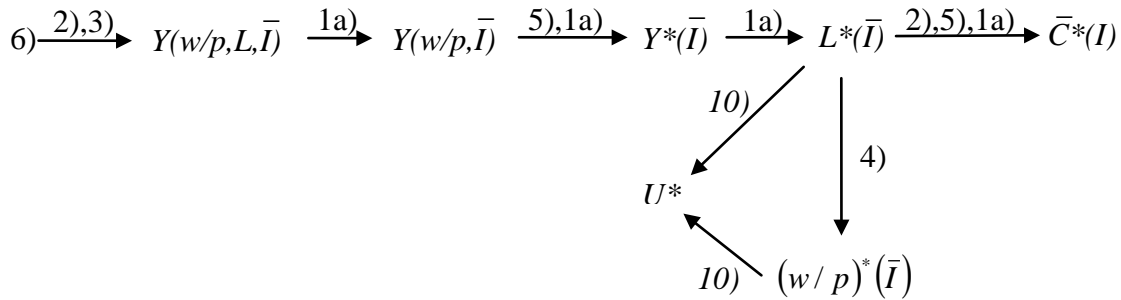 6) 2),3) Y(w/p,L,Ī) 1a) Y(w/p,Ī) 5),1a) Y*(Ī) 1a) L*(Ī) 2),5),1a) C̄*(I)
10)
4)
U*
10) (w / p)*(Ī)